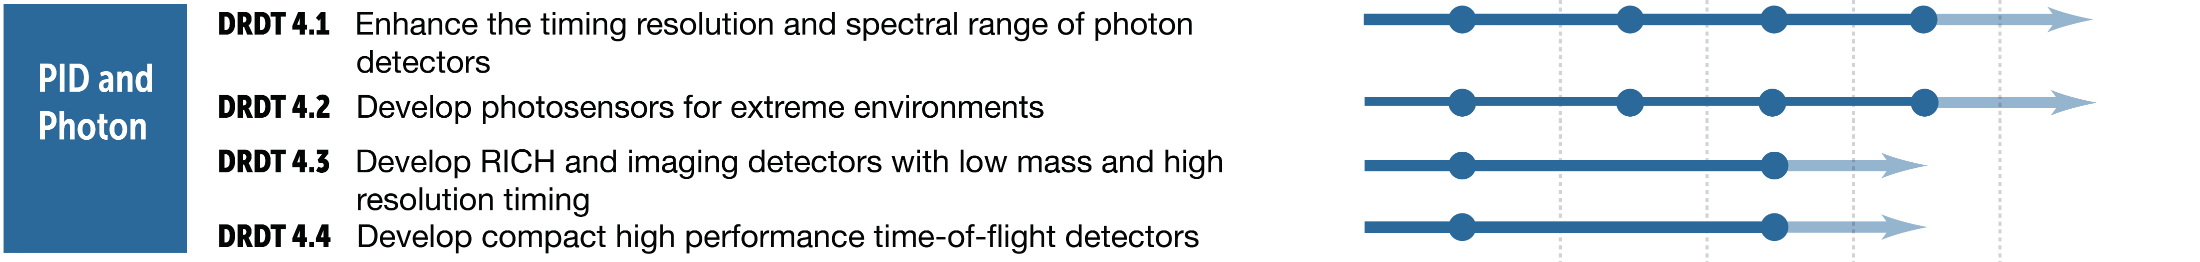 PID and
Photon
DRDT 4.1 Enhance the timing resolution and spectral range of photon
detectors
DRDT 4.2 Develop photosensors for extreme environments
DRDT 4.3 Develop RICH and imaging detectors with low mass and high
resolution timing
DRDT 4.4 Develop compact high performance time-of-flight detectors